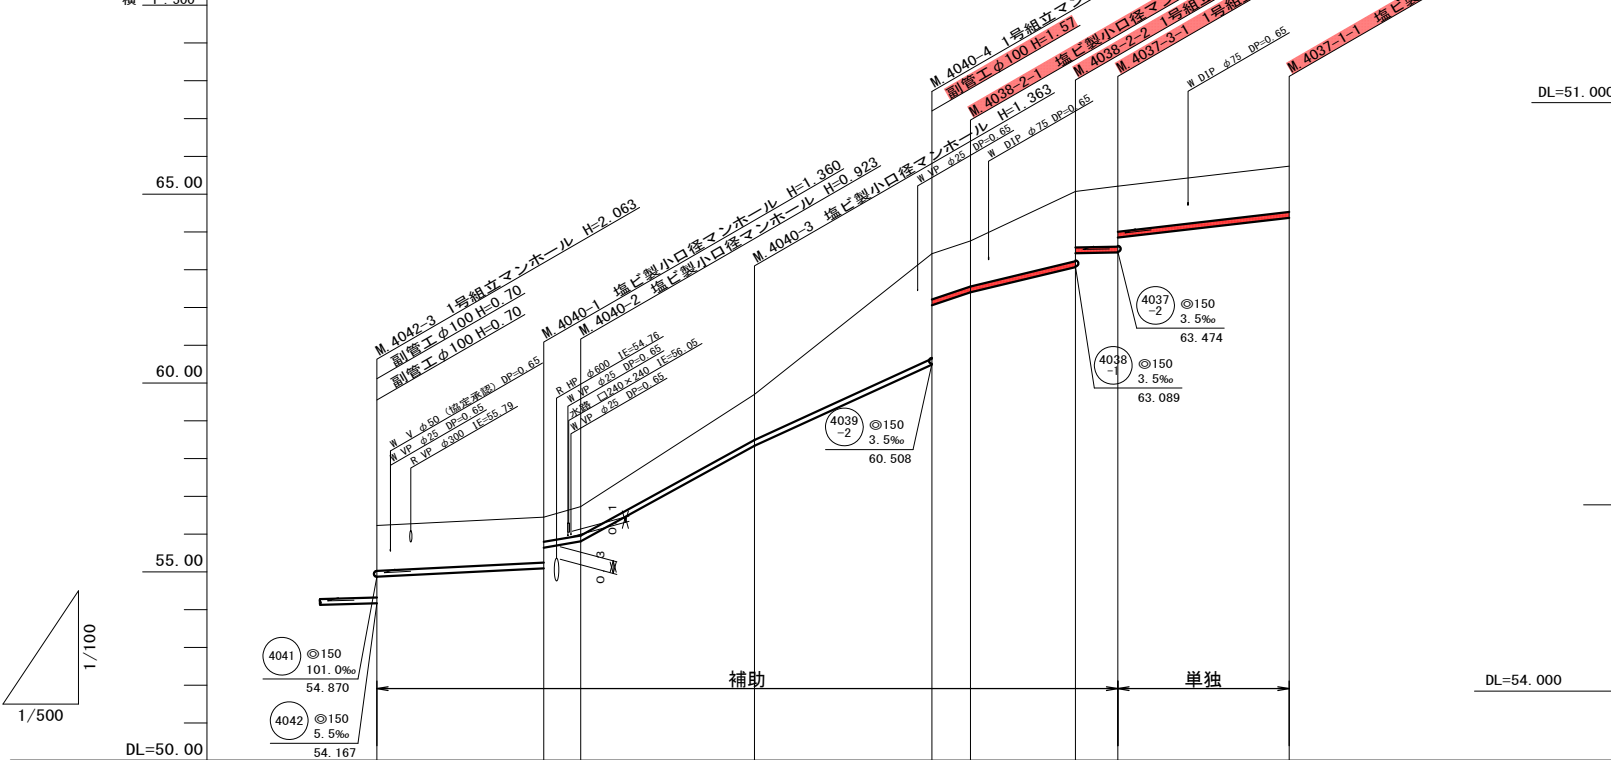 M. 4040-4 1号組立マン
副管工φ100 H=1.57
M. 4038-2-1 塩ビ製小口径マン
M. 4038-2-2 1号組立
M. 4037-3-1 1号組
M. 4037-1-1 塩ビ製
W DIP φ75 DP=0.65
DL=51.000
65.00
M. 4042-3 1号組立マンホール H=2.063
副管工φ100 H=0.70
副管工φ100 H=0.70
M. 4040-1 塩ビ製小口径マンホール H=1.360
M. 4040-2 塩ビ製小口径マンホール H=0.923
M. 4040-3 塩ビ製小口径マンホール H=1.363
W VP φ25 DP=0.65
W DIP φ75 DP=0.65
60.00
W V φ50 (協定承認) DP=0.65
W VP φ25 DP=0.65
R VP φ300 IE=55.79
R HP φ600 IE=54.76
W VP φ25 DP=0.65
水路 □240×240 IE=56.05
W VP φ25 DP=0.65
4037
-2
◎150
3.5‰
63.474
4038
-1
◎150
3.5‰
63.089
4039
-2
◎150
3.5‰
60.508
0.1
0.3
55.00
4041
◎150
101.0‰
54.870
4042
◎150
5.5‰
54.167
1/100
1/500
補助
単独
DL=54.000
DL=50.00